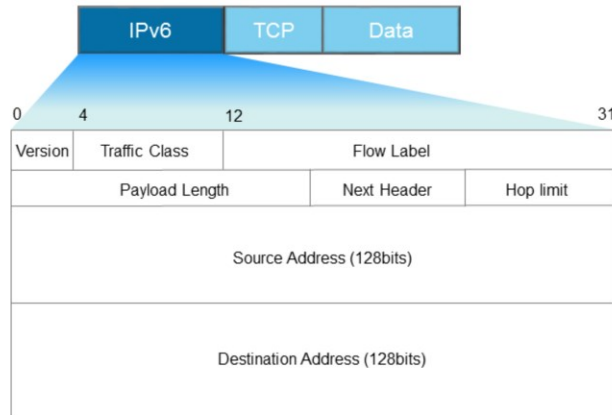 IPv6 TCP Data
0 4 12 31
Version Traffic Class Flow Label
Payload Length Next Header Hop limit
Source Address (128bits)
Destination Address (128bits)